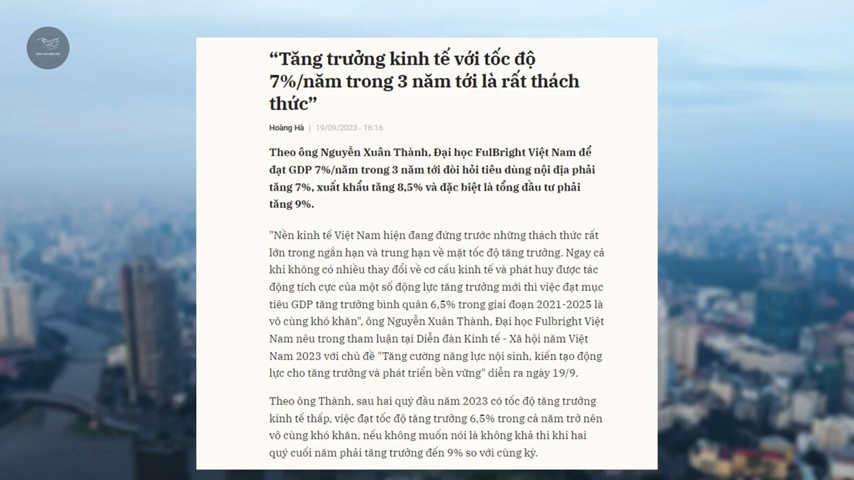 “Tăng trưởng kinh tế với tốc độ
7%/năm trong 3 năm tới là rất thách
thức”
Hoàng Hà | 19/09/2023 - 16:16
Theo ông Nguyễn Xuân Thành, Đại học FulBright Việt Nam để
đạt GDP 7%/năm trong 3 năm tới đòi hỏi tiêu dùng nội địa phải
tăng 7%, xuất khẩu tăng 8,5% và đặc biệt là tổng đầu tư phải
tăng 9%.
"Nền kinh tế Việt Nam hiện đang đứng trước những thách thức rất
lớn trong ngắn hạn và trung hạn về mặt tốc độ tăng trưởng. Ngay cả
khi không có nhiều thay đổi về cơ cấu kinh tế và phát huy được tác
động tích cực của một số động lực tăng trưởng mới thì việc đạt mục
tiêu GDP tăng trưởng bình quân 6,5% trong giai đoạn 2021-2025 là
vô cùng khó khăn", ông Nguyễn Xuân Thành, Đại học Fulbright Việt
Nam nêu trong tham luận tại Diễn đàn Kinh tế - Xã hội năm Việt
Nam 2023 với chủ đề "Tăng cường năng lực nội sinh, kiến tạo động
lực cho tăng trưởng và phát triển bền vững" diễn ra ngày 19/9.
Theo ông Thành, sau hai quý đầu năm 2023 có tốc độ tăng trưởng
kinh tế thấp, việc đạt tốc độ tăng trưởng 6,5% trong cả năm trở nên
vô cùng khó khăn, nếu không muốn nói là không khả thi khi hai
quý cuối năm phải tăng trưởng đến 9% so với cùng kỳ.